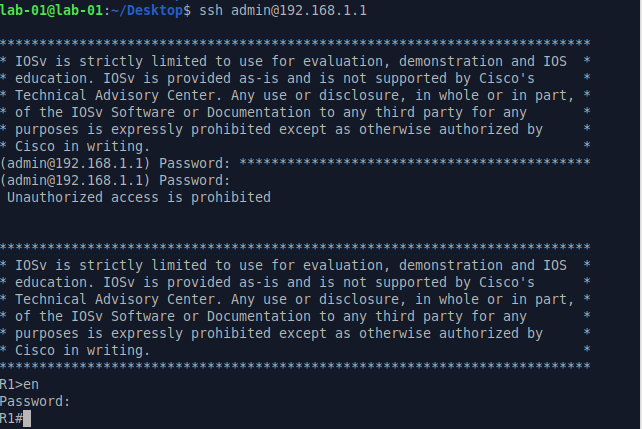 lab-01@lab-01:~/Desktop$ ssh admin@192.168.1.1
**************************************************************************
* IOSv is strictly limited to use for evaluation, demonstration and IOS  *
* education. IOSv is provided as-is and is not supported by Cisco's      *
* Technical Advisory Center. Any use or disclosure, in whole or in part, *
* of the IOSv Software or Documentation to any third party for any       *
* purposes is expressly prohibited except as otherwise authorized by     *
* Cisco in writing.                                                      *
(admin@192.168.1.1) Password: ********************************************
(admin@192.168.1.1) Password:
 Unauthorized access is prohibited
**************************************************************************
* IOSv is strictly limited to use for evaluation, demonstration and IOS  *
* education. IOSv is provided as-is and is not supported by Cisco's      *
* Technical Advisory Center. Any use or disclosure, in whole or in part, *
* of the IOSv Software or Documentation to any third party for any       *
* purposes is expressly prohibited except as otherwise authorized by     *
* Cisco in writing.                                                      *
**************************************************************************
R1>en
Password:
R1#